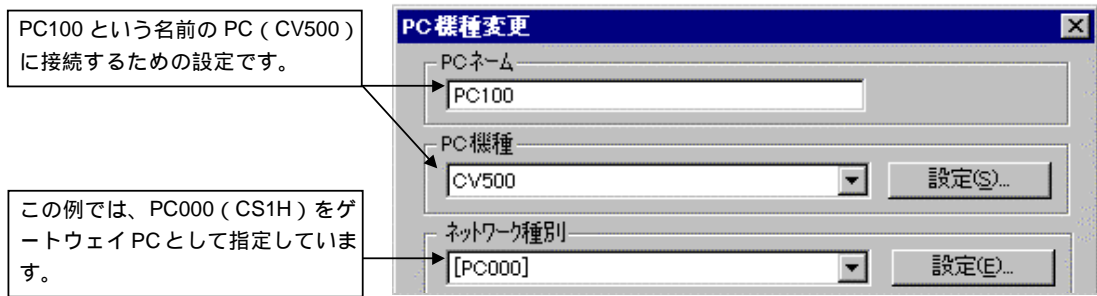 PC100 という名前の PC（CV500）
に接続するための設定です。
この例では、PC000（CS1H）をゲ
ートウェイ PC として指定していま
す。
PC機種変更
PCネーム
PC100
PC機種
CV500
設定(S)...
ネットワーク種別
[PC000]
設定(E)...